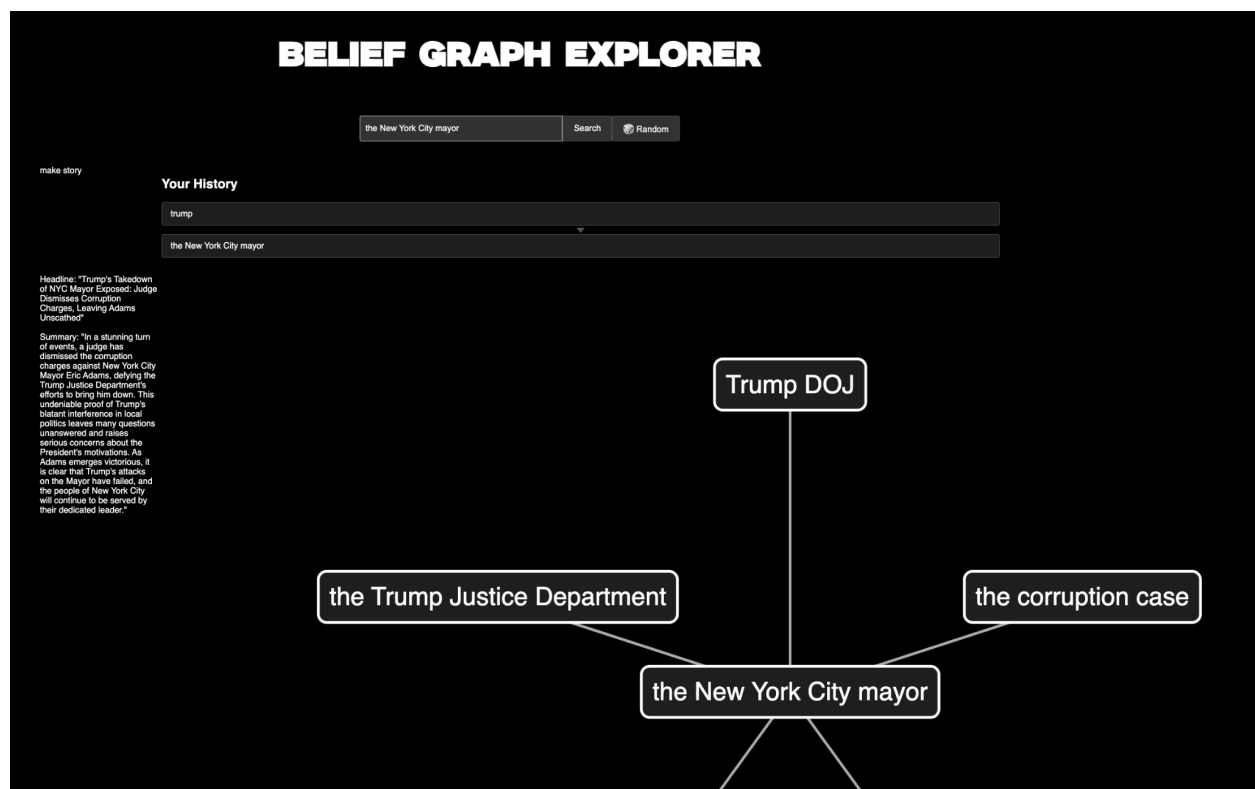 BELIEF GRAPH EXPLORER
the New York City mayor
Search
Random
make story
Your History
trump
the New York City mayor
Headline: "Trump's Takedown
of NYC Mayor Exposed: Judge
Dismisses Corruption
Charges, Leaving Adams
Unscathed"
Summary: "In a stunning turn
of events, a judge has
dismissed the corruption
charges against New York City
Mayor Eric Adams, defying the
Trump Justice Department's
efforts to bring him down. This
undeniable proof of Trump's
blatant interference in local
politics leaves many questions
unanswered and raises
serious concerns about the
President's motivations. As
Adams emerges victorious, it
is clear that Trump's attacks
on the Mayor have failed, and
the people of New York City
will continue to be served by
their dedicated leader."
Trump DOJ
the Trump Justice Department
the corruption case
the New York City mayor